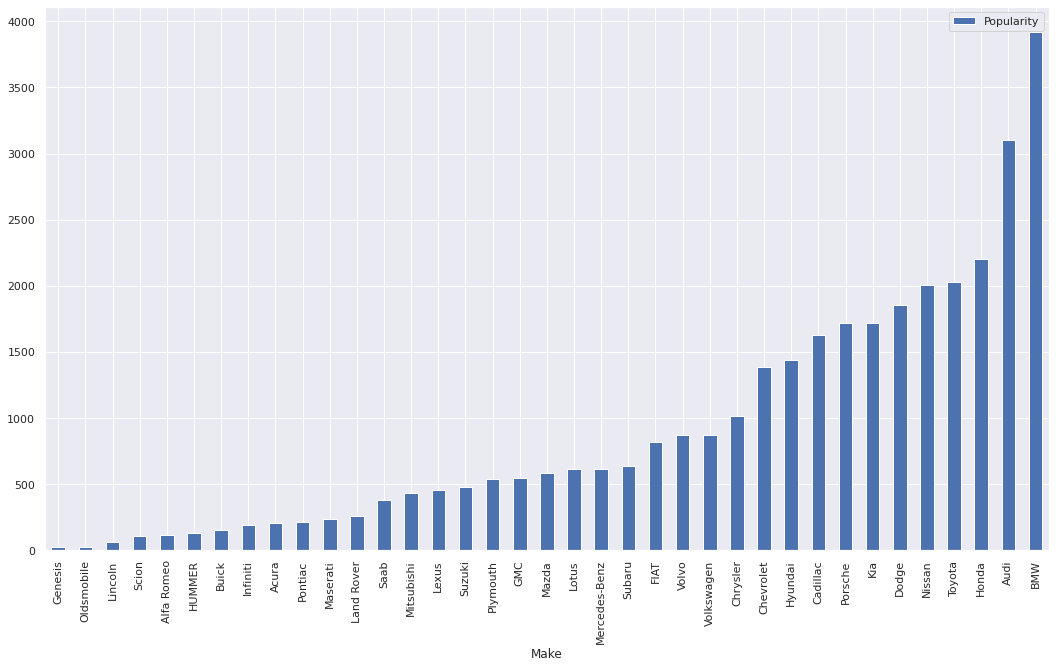 Popularity
4000
3500
3000
2500
2000
1500
1000
500
0
Genesis
Oldsmobile
Lincoln
Scion
Alfa Romeo
HUMMER
Buick
Infiniti
Acura
Pontiac
Maserati
Land Rover
Saab
Mitsubishi
Lexus
Suzuki
Plymouth
GMC
Mazda
Lotus
Mercedes-Benz
Subaru
FIAT
Volvo
Volkswagen
Chrysler
Chevrolet
Hyundai
Cadillac
Porsche
Kia
Dodge
Nissan
Toyota
Honda
Audi
BMW
Make